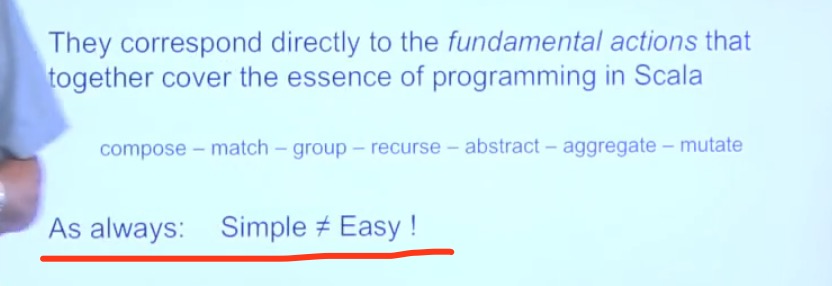 They correspond directly to the fundamental actions that
together cover the essence of programming in Scala
compose – match – group – recurse – abstract – aggregate – mutate
As always: Simple ≠ Easy !